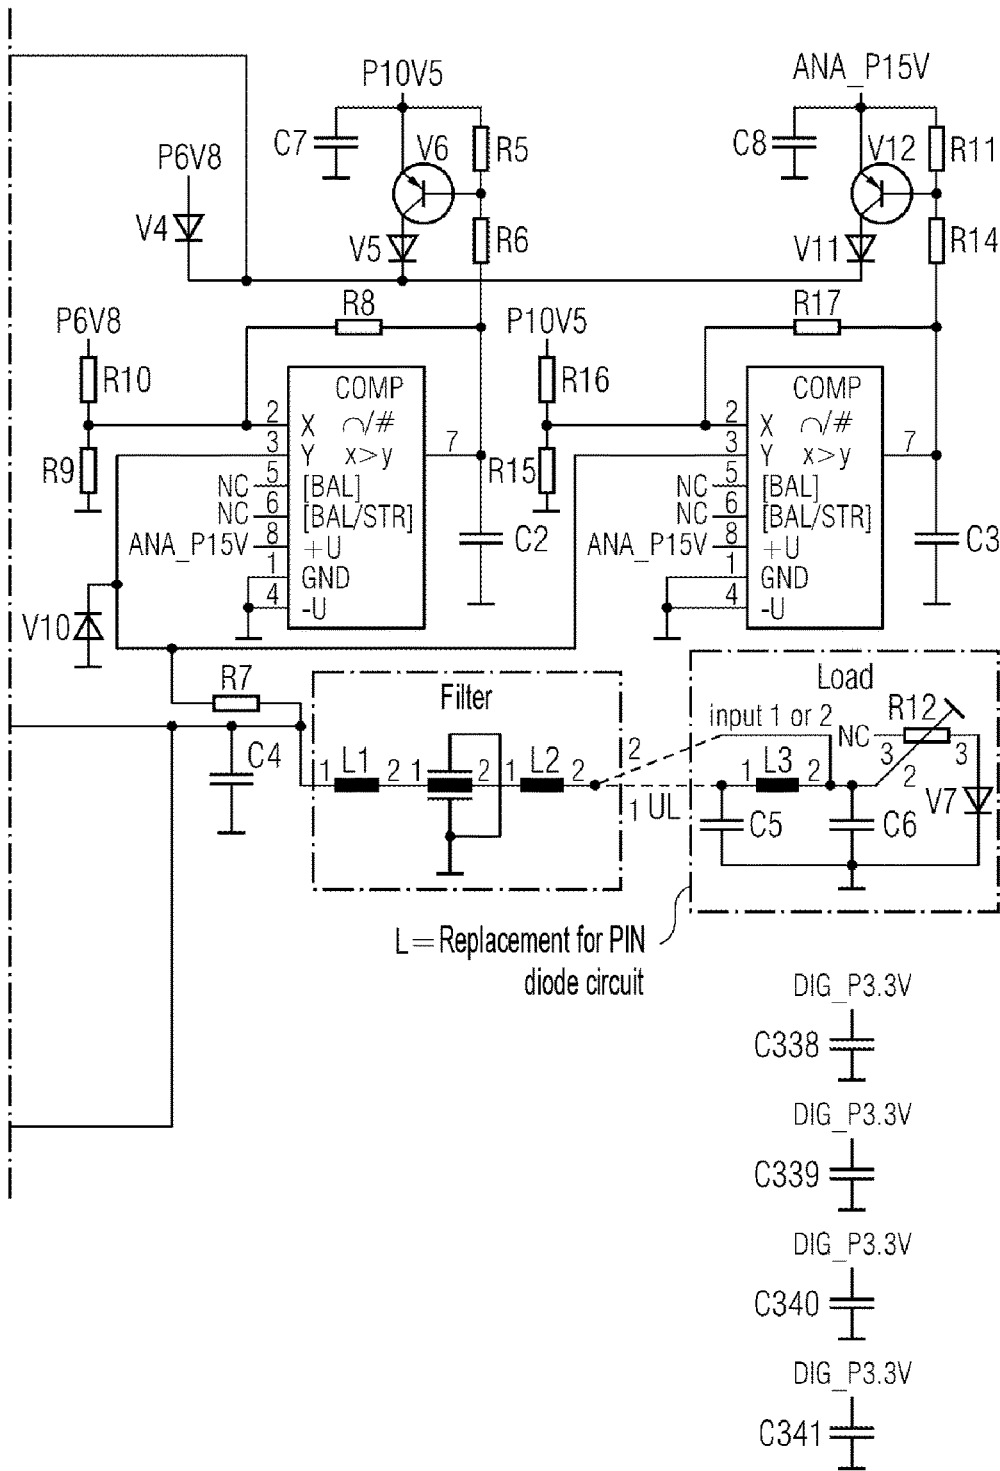 P10V5
ANA_P15V
C7
V6
R5
C8
V12
R11
P6V8
V4
V5
R6
V11
R14
R8
R17
P6V8
P10V5
R10
COMP
R16
COMP
2 X ∩/#
2 X ∩/#
3 Y x>y 7
3 Y x>y 7
R9
R15
NC 5 [BAL]
NC 5 [BAL]
NC 6 [BAL/STR]
NC 6 [BAL/STR]
ANA_P15V 8 +U
C2
ANA_P15V 8 +U
C3
1 GND
1 GND
4 -U
4 -U
V10
R7
Filter
Load
input 1 or 2
NC
R12
3
3
2
C4
1 L1 2
1 2
1 L2 2
2
1 UL
1 L3 2
2
V7
C5
C6
L=Replacement for PIN
diode circuit
DIG_P3.3V
C338
DIG_P3.3V
C339
DIG_P3.3V
C340
DIG_P3.3V
C341